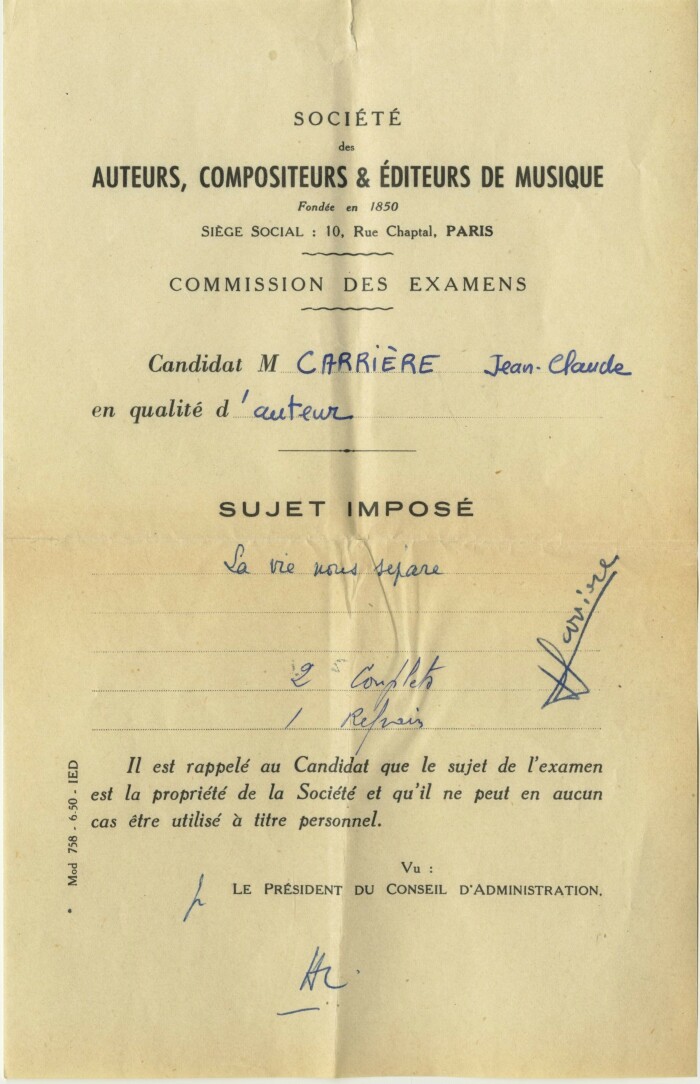 SOCIÉTÉ
des
AUTEURS, COMPOSITEURS & ÉDITEURS DE MUSIQUE
Fondée en 1850
SIÈGE SOCIAL : 10, Rue Chaptal, PARIS
COMMISSION DES EXAMENS
Candidat M CARRIÈRE Jean-Claude
en qualité d'auteur
SUJET IMPOSÉ
La vie nous sépare
Carrière
2 Couplets
1 Refrain
Il est rappelé au Candidat que le sujet de l'examen
est la propriété de la Société et qu'il ne peut en aucun
cas être utilisé à titre personnel.
Vu :
LE PRÉSIDENT DU CONSEIL D'ADMINISTRATION.
• Mod 758 - 6.50 - IED